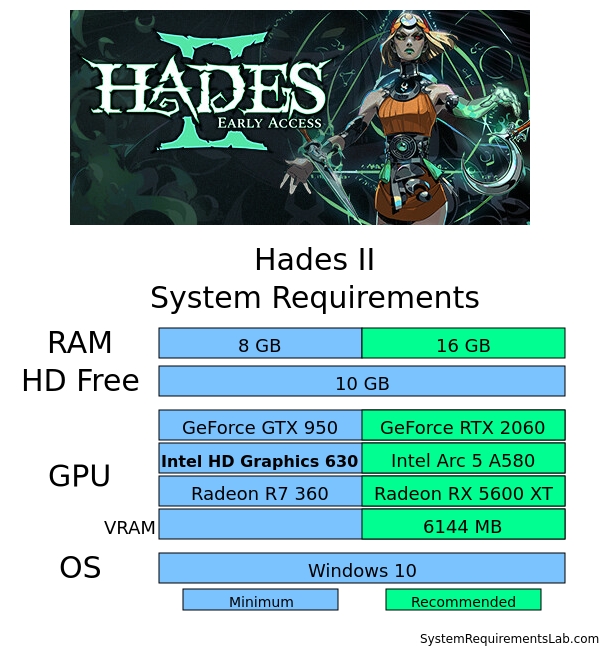 II
HADES
EARLY ACCESS
Hades II
System Requirements
RAM 8 GB 16 GB
HD Free 10 GB
GeForce GTX 950 GeForce RTX 2060
GPU Intel HD Graphics 630 Intel Arc 5 A580
Radeon R7 360 Radeon RX 5600 XT
VRAM 6144 MB
OS Windows 10
Minimum Recommended
SystemRequirementsLab.com